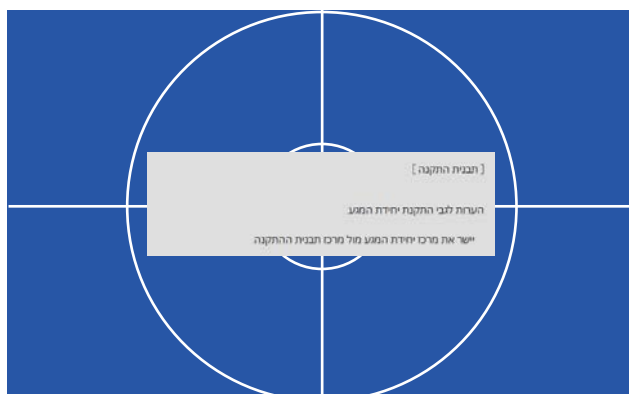 [ תבנית התקנה ]
הערות לגבי התקנת יחידת המגע
יישר את מרכז יחידת המגע מול מרכז תבנית ההתקנה